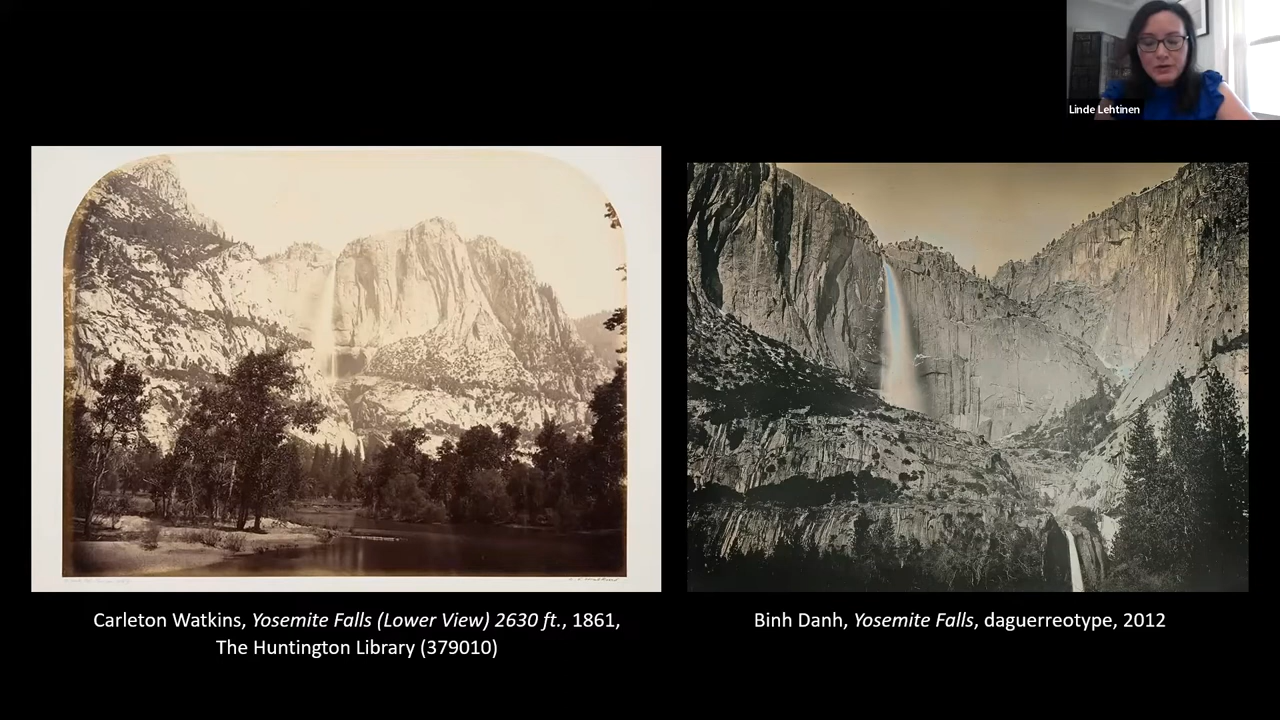 Linde Lehtinen
Carleton Watkins, Yosemite Falls (Lower View) 2630 ft., 1861,
The Huntington Library (379010)
Binh Danh, Yosemite Falls, daguerreotype, 2012